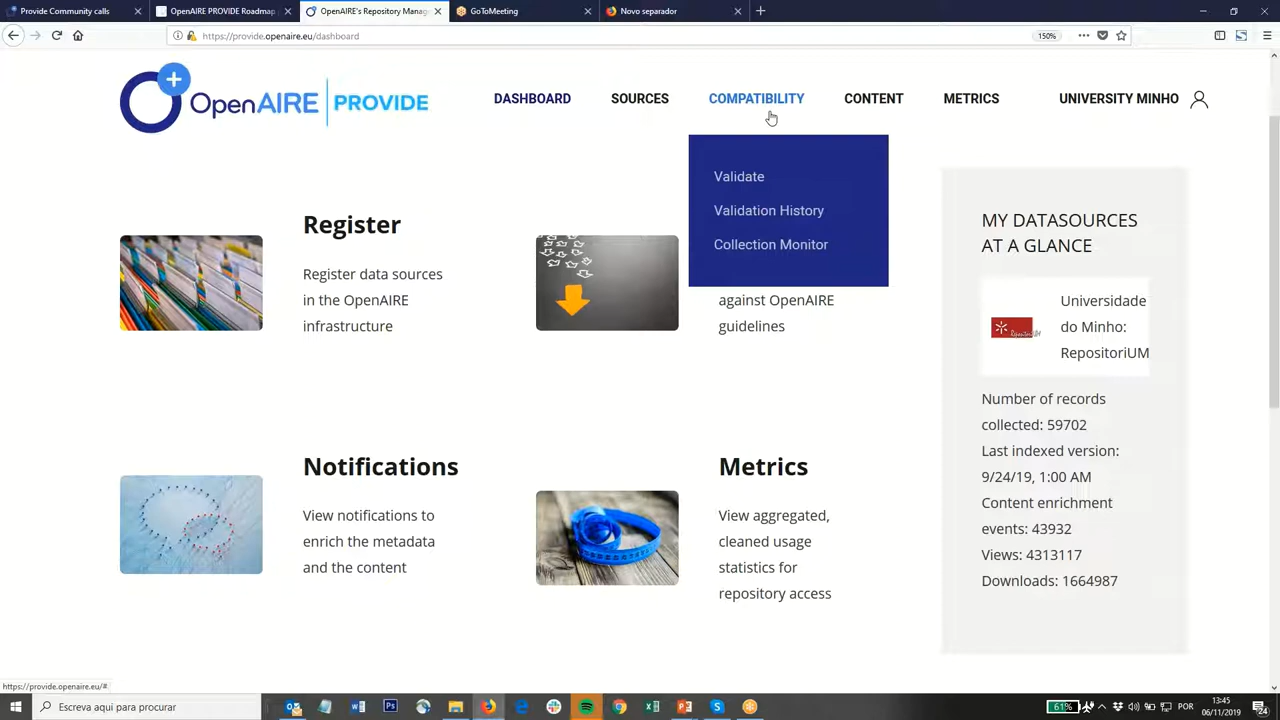 Provide Community calls
OpenAIRE PROVIDE Roadmap
OpenAIRE's Repository Manag
GoToMeeting
Novo separador
https://provide.openaire.eu/dashboard
150%
OpenAIRE PROVIDE
DASHBOARD
SOURCES
COMPATIBILITY
CONTENT
METRICS
UNIVERSITY MINHO
Validate
Validation History
Collection Monitor
Register
Register data sources
in the OpenAIRE
infrastructure
against OpenAIRE
guidelines
MY DATASOURCES
AT A GLANCE
Universidade
do Minho:
RepositoriUM
Number of records
collected: 59702
Last indexed version:
9/24/19, 1:00 AM
Content enrichment
events: 43932
Views: 4313117
Downloads: 1664987
Notifications
View notifications to
enrich the metadata
and the content
Metrics
View aggregated,
cleaned usage
statistics for
repository access
https://provide.openaire.eu/#
Escreva aqui para procurar
61%
POR
13:45
06/11/2019
24